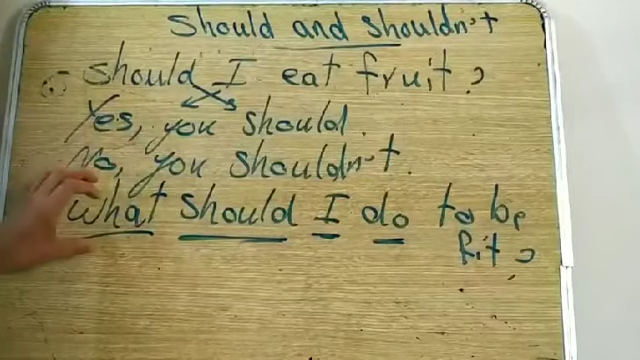 Should and shouldn't
should I eat fruit?
Yes, you should.
No, you shouldn't.
What should I do to be
fit?